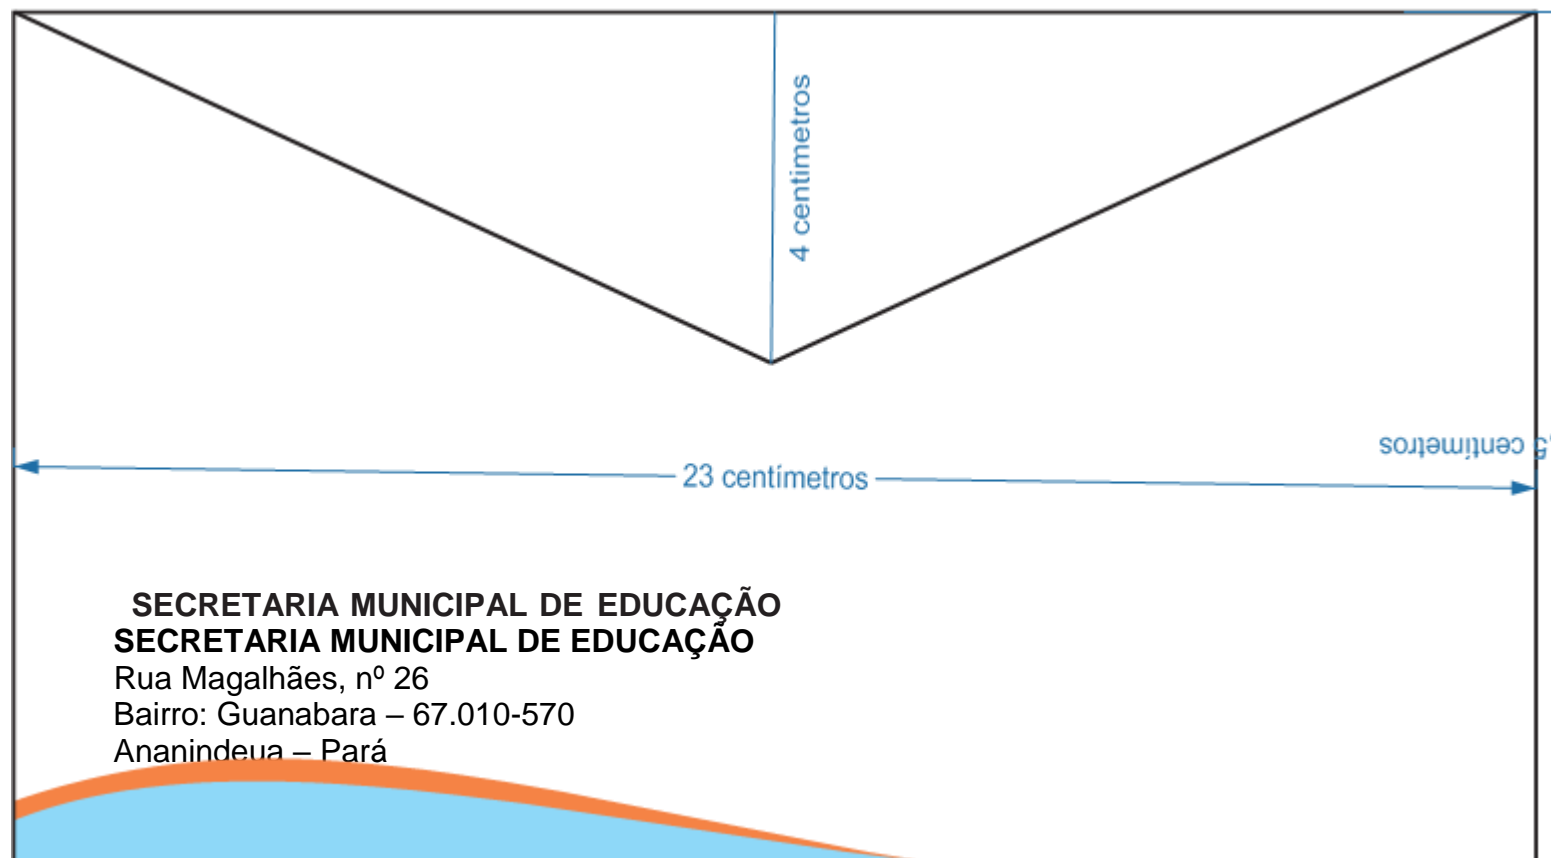 4 centimetros
centímetros
23 centímetros
SECRETARIA MUNICIPAL DE EDUCAÇÃO
SECRETARIA MUNICIPAL DE EDUCAÇÃO
Rua Magalhães, nº 26
Bairro: Guanabara – 67.010-570
Ananindeua – Pará